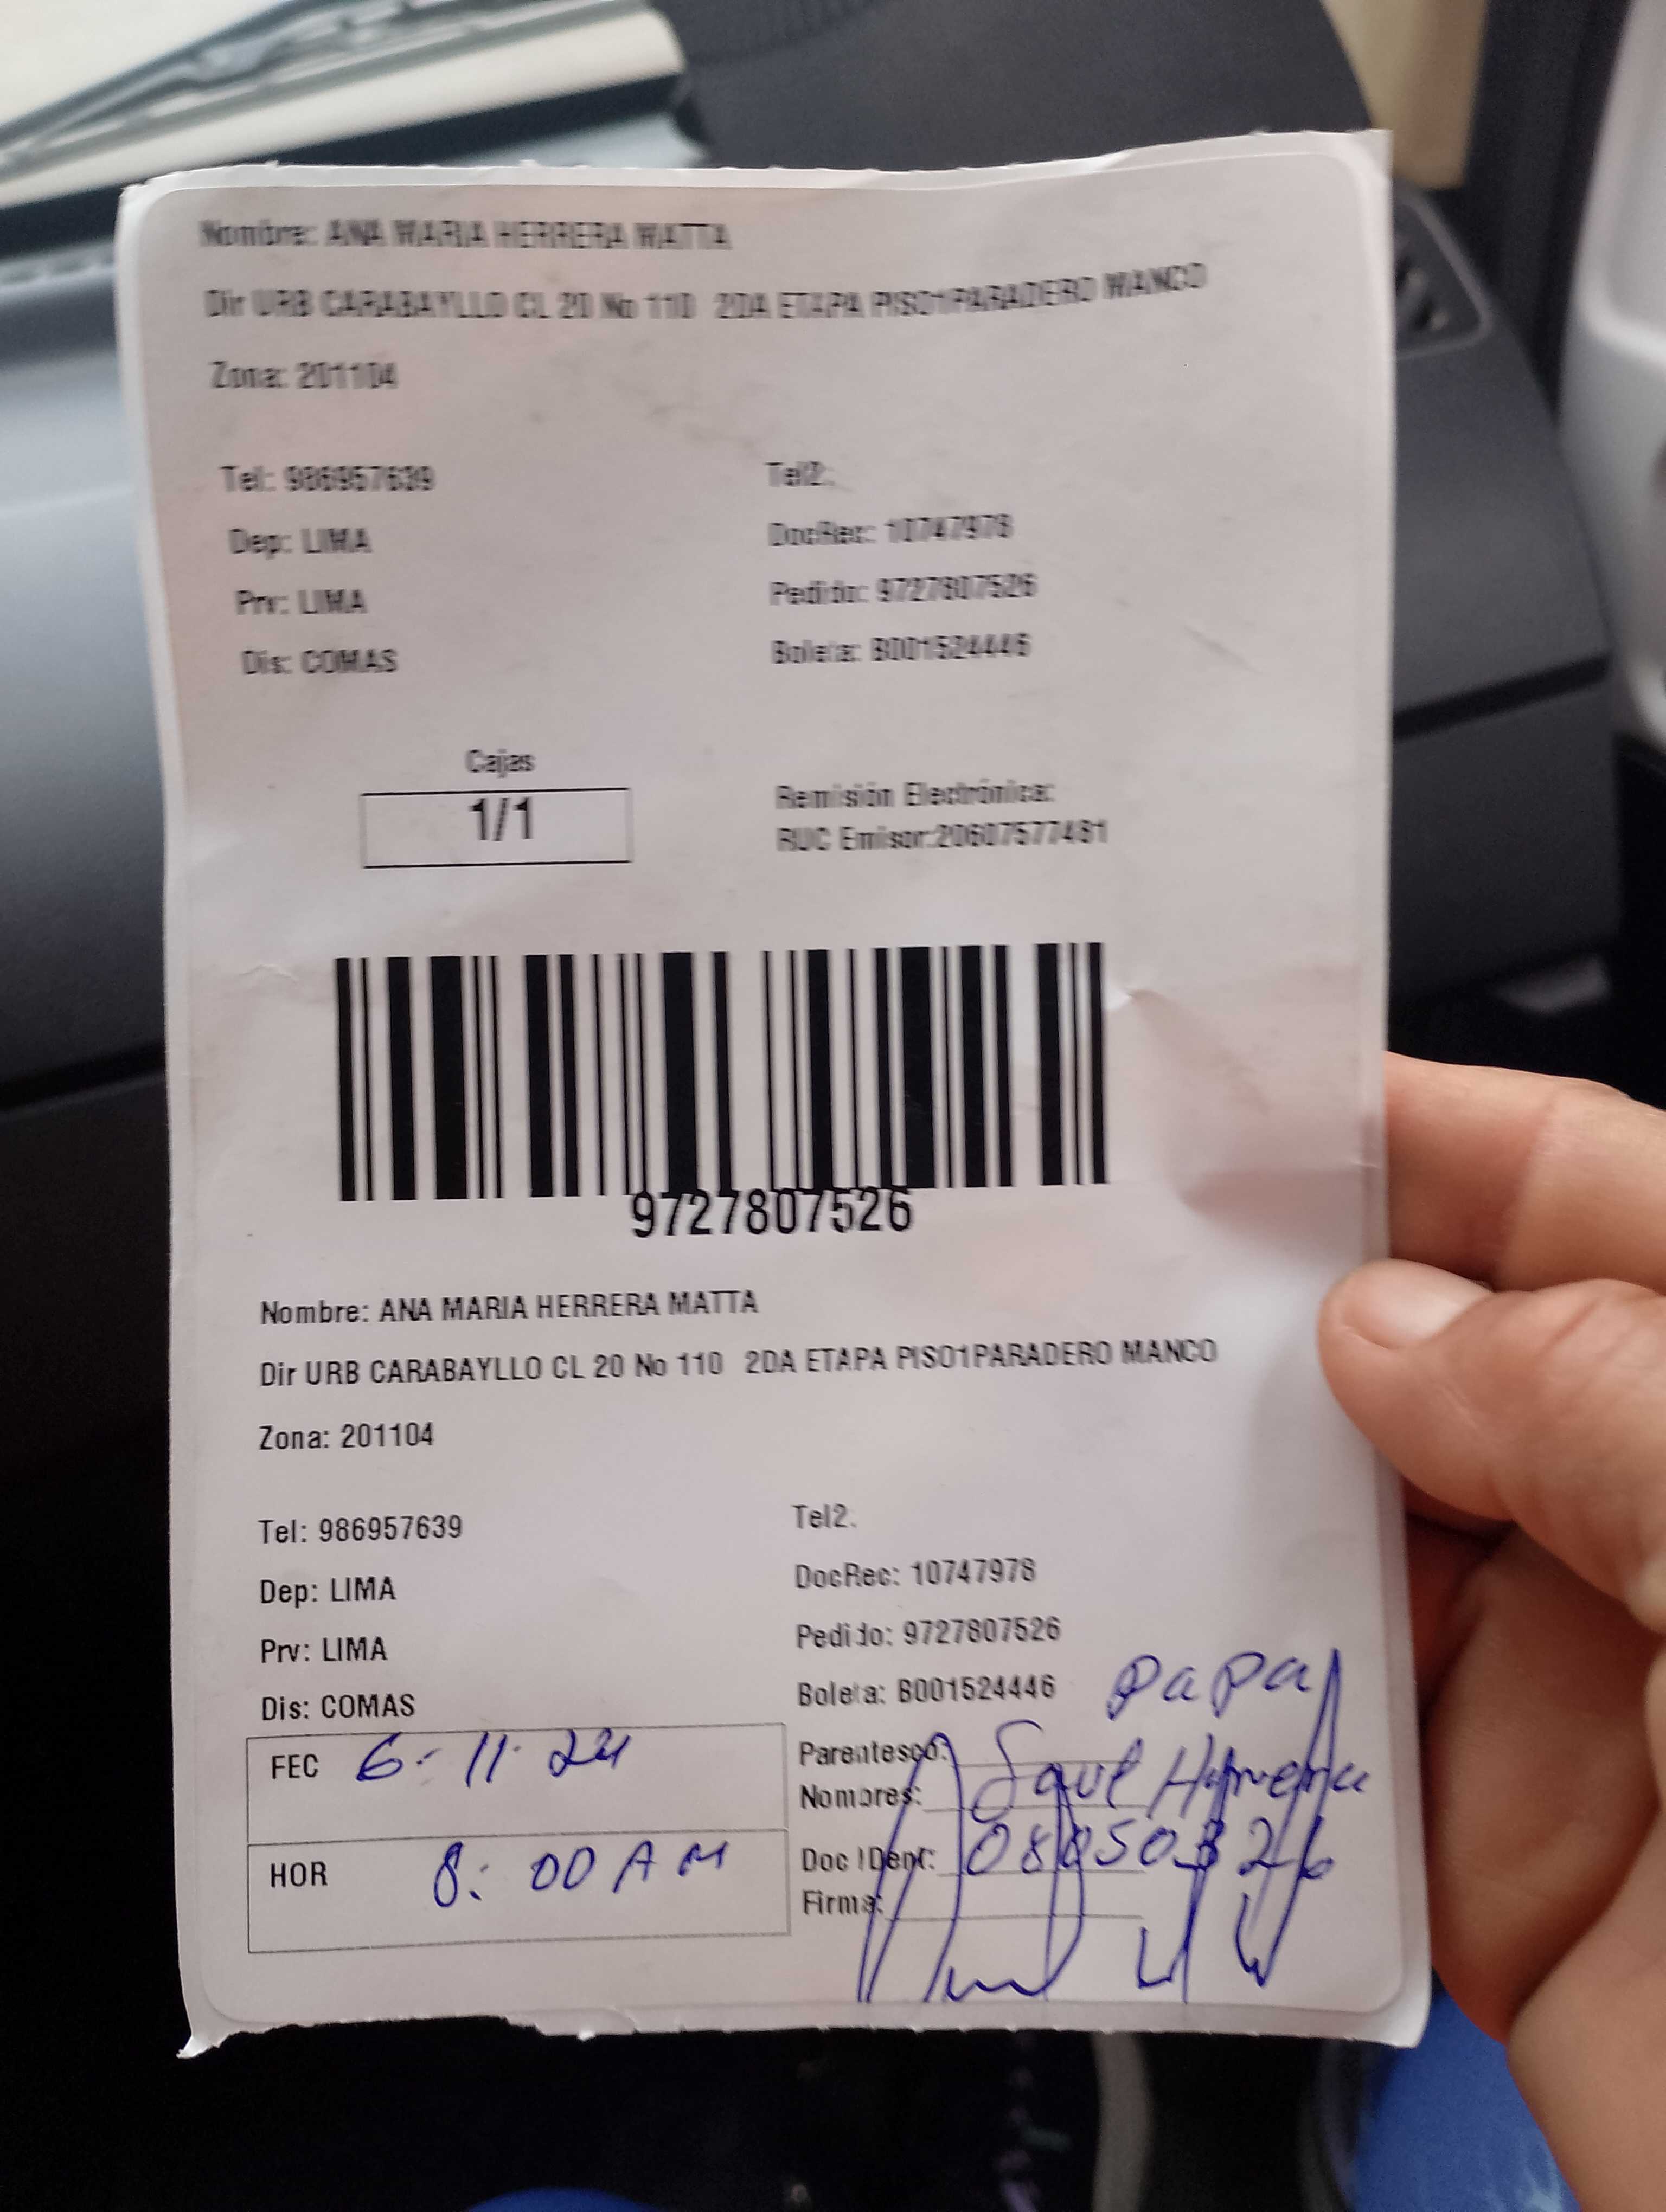 Nombre: ANA MARIA HERRERA MATTA
Dir URB CARABAYLLO CL 20 No 110 2DA ETAPA PISO1PARADERO MANCO
Zona: 201104
Tel: 986957639
Tel2:
Dep: LIMA
DocRec: 10747978
Prv: LIMA
Pedido: 9727807526
Dis: COMAS
Boleta: B001524446
Cajas
1/1
Remisión Electrónica:
RUC Emisor:20607577481
9727807526
Nombre: ANA MARIA HERRERA MATTA
Dir URB CARABAYLLO CL 20 No 110 2DA ETAPA PISO1PARADERO MANCO
Zona: 201104
Tel: 986957639
Tel2:
Dep: LIMA
DocRec: 10747978
Prv: LIMA
Pedido: 9727807526
Dis: COMAS
Boleta: B001524446
papa
FEC 6-11-24
Parentesco:
Nombres: Saul Herrera
HOR 8:00 AM
Doc IDent:
Firma: